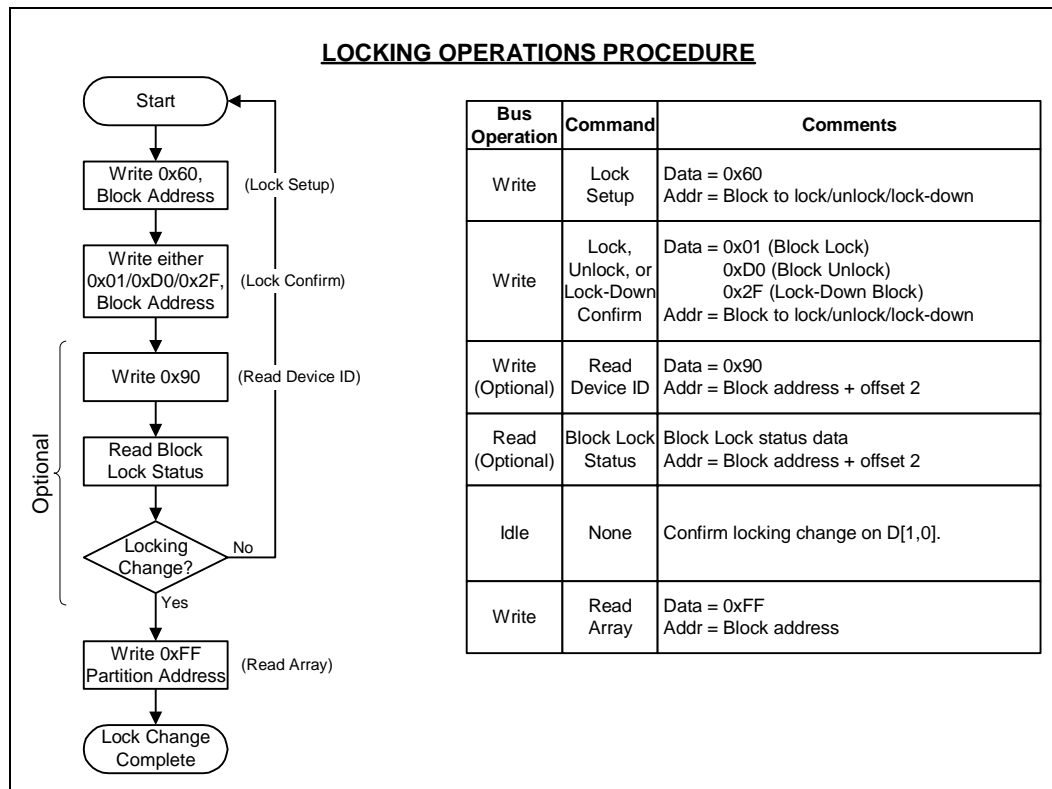 LOCKING OPERATIONS PROCEDURE
Start
Write 0x60,
Block Address
(Lock Setup)
Write either
0x01/0xD0/0x2F,
Block Address
(Lock Confirm)
Optional
Write 0x90
(Read Device ID)
Read Block
Lock Status
Locking
Change?
No
Yes
Write 0xFF
Partition Address
(Read Array)
Lock Change
Complete
Bus
Operation
Command
Comments
Write
Lock
Setup
Data = 0x60
Addr = Block to lock/unlock/lock-down
Write
Lock,
Unlock, or
Lock-Down
Confirm
Data = 0x01 (Block Lock)
0xD0 (Block Unlock)
0x2F (Lock-Down Block)
Addr = Block to lock/unlock/lock-down
Write
(Optional)
Read
Device ID
Data = 0x90
Addr = Block address + offset 2
Read
(Optional)
Block Lock
Status
Block Lock status data
Addr = Block address + offset 2
Idle
None
Confirm locking change on D[1,0].
Write
Read
Array
Data = 0xFF
Addr = Block address